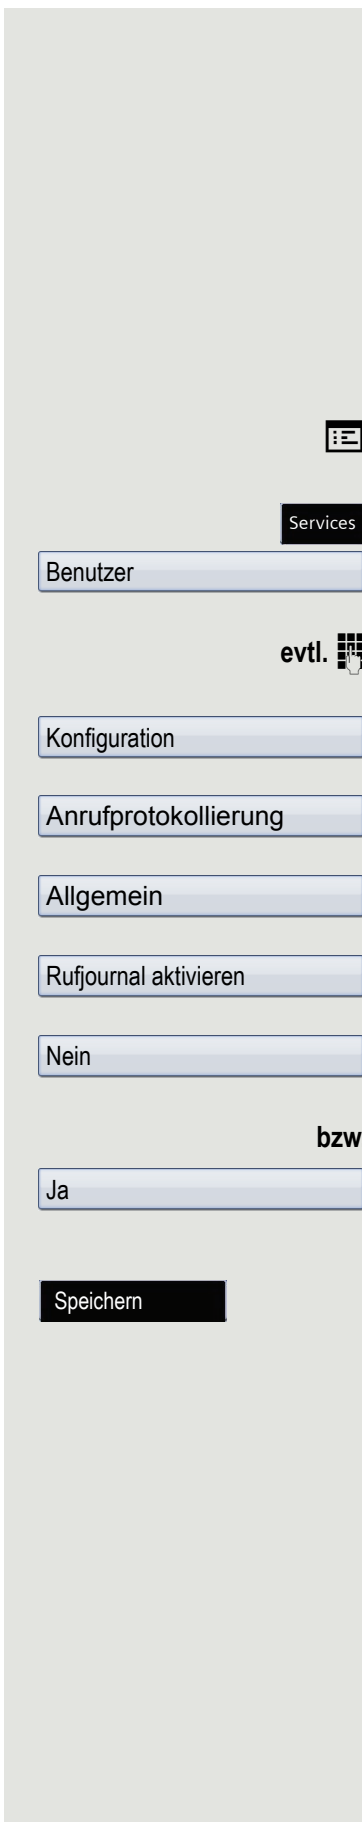 Services
Benutzer
evtl.
Konfiguration
Anrufprotokollierung
Allgemein
Rufjournal aktivieren
Nein
bzw
Ja
Speichern